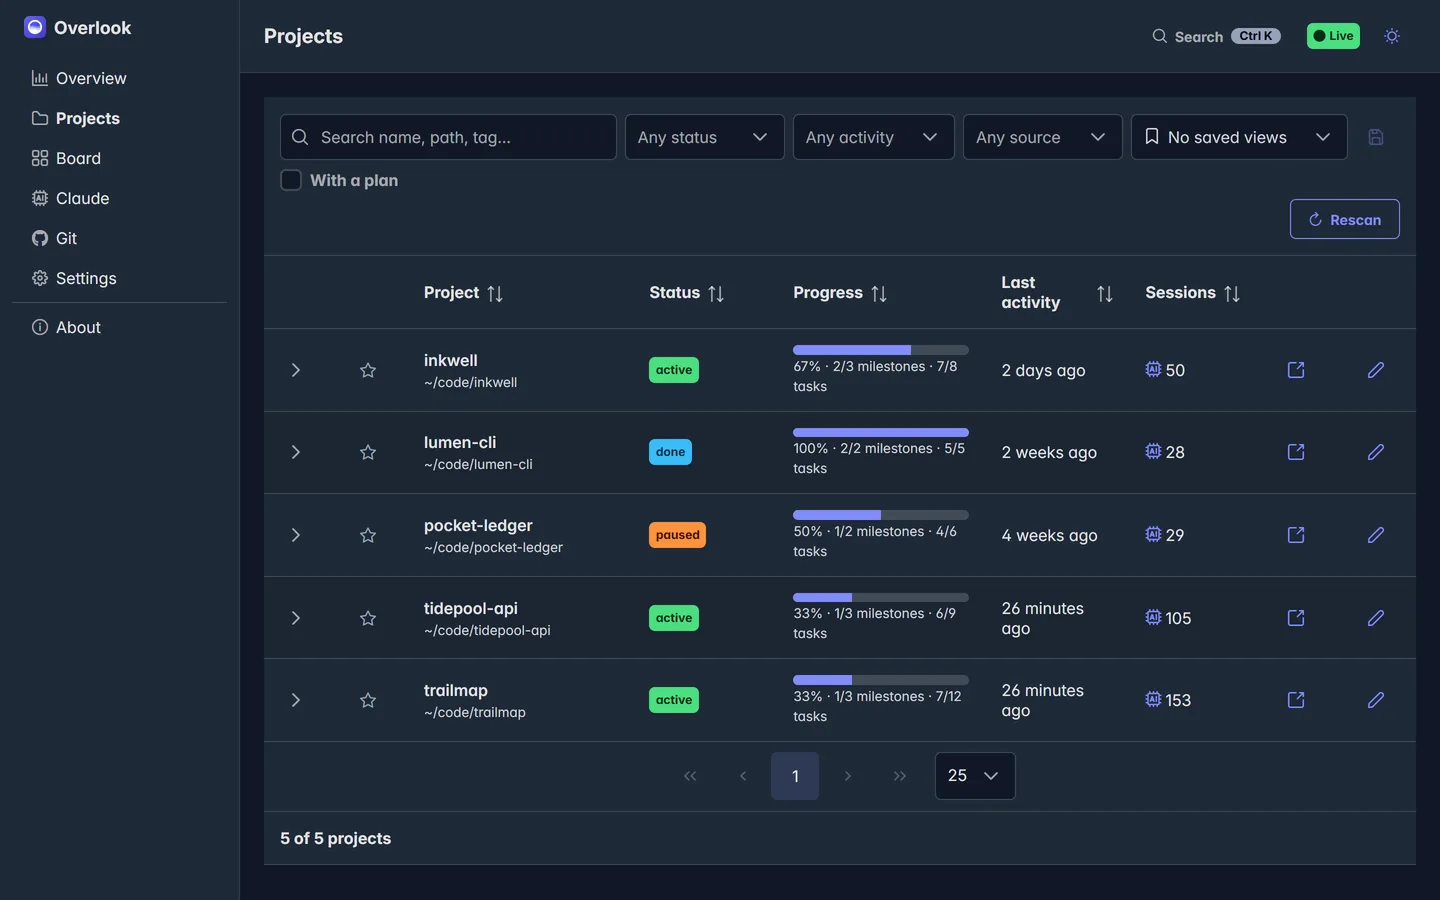 Overlook
Overview
Projects
Board
Claude
Git
Settings
About
Projects
Search Ctrl K
Live
Search name, path, tag...
Any status
Any activity
Any source
No saved views
With a plan
Rescan
Project
Status
Progress
Last
activity
Sessions
inkwell
~/code/inkwell
active
67% · 2/3 milestones · 7/8
tasks
2 days ago
AI 50
lumen-cli
~/code/lumen-cli
done
100% · 2/2 milestones · 5/5
tasks
2 weeks ago
AI 28
pocket-ledger
~/code/pocket-ledger
paused
50% · 1/2 milestones · 4/6
tasks
4 weeks ago
AI 29
tidepool-api
~/code/tidepool-api
active
33% · 1/3 milestones · 6/9
tasks
26 minutes
ago
AI 105
trailmap
~/code/trailmap
active
33% · 1/3 milestones · 7/12
tasks
26 minutes
ago
AI 153
1
25
5 of 5 projects